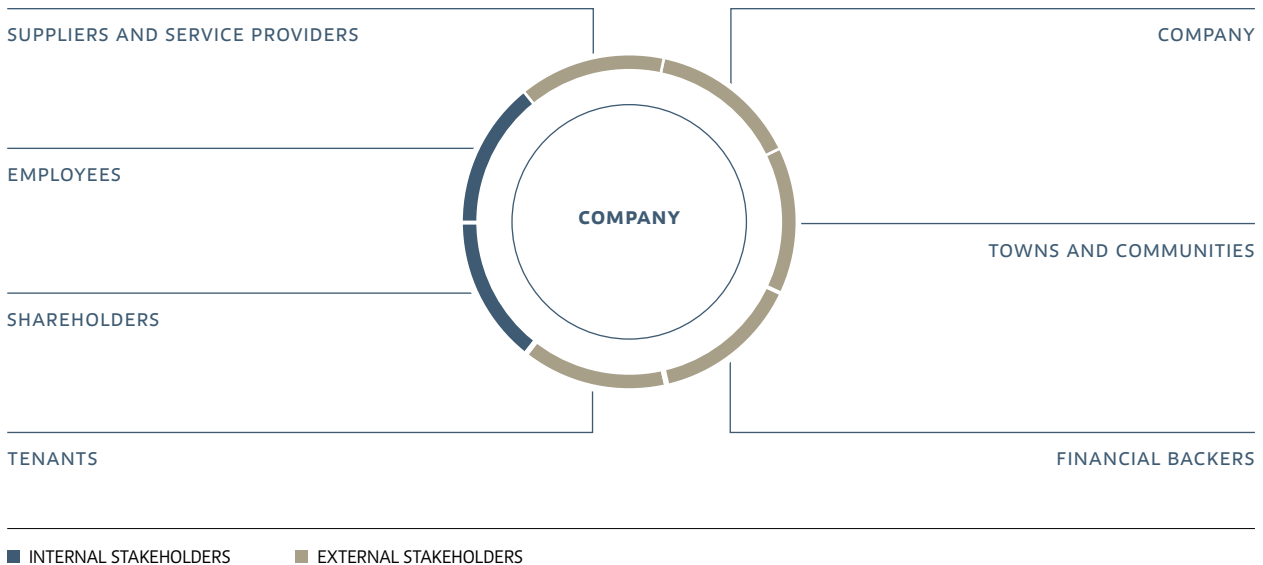 SUPPLIERS AND SERVICE PROVIDERS
COMPANY
EMPLOYEES
COMPANY
TOWNS AND COMMUNITIES
SHAREHOLDERS
TENANTS
FINANCIAL BACKERS
INTERNAL STAKEHOLDERS
EXTERNAL STAKEHOLDERS